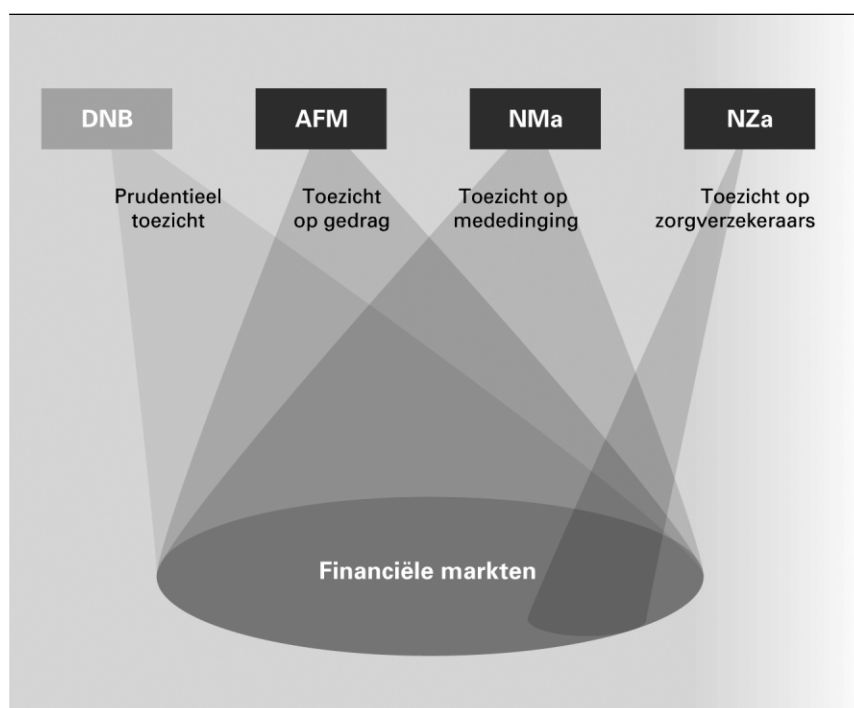 DNB
AFM
NMa
NZa
Prudentieel
toezicht
Toezicht
op gedrag
Toezicht op
mededinging
Toezicht op
zorgverzekeraars
Financiële markten